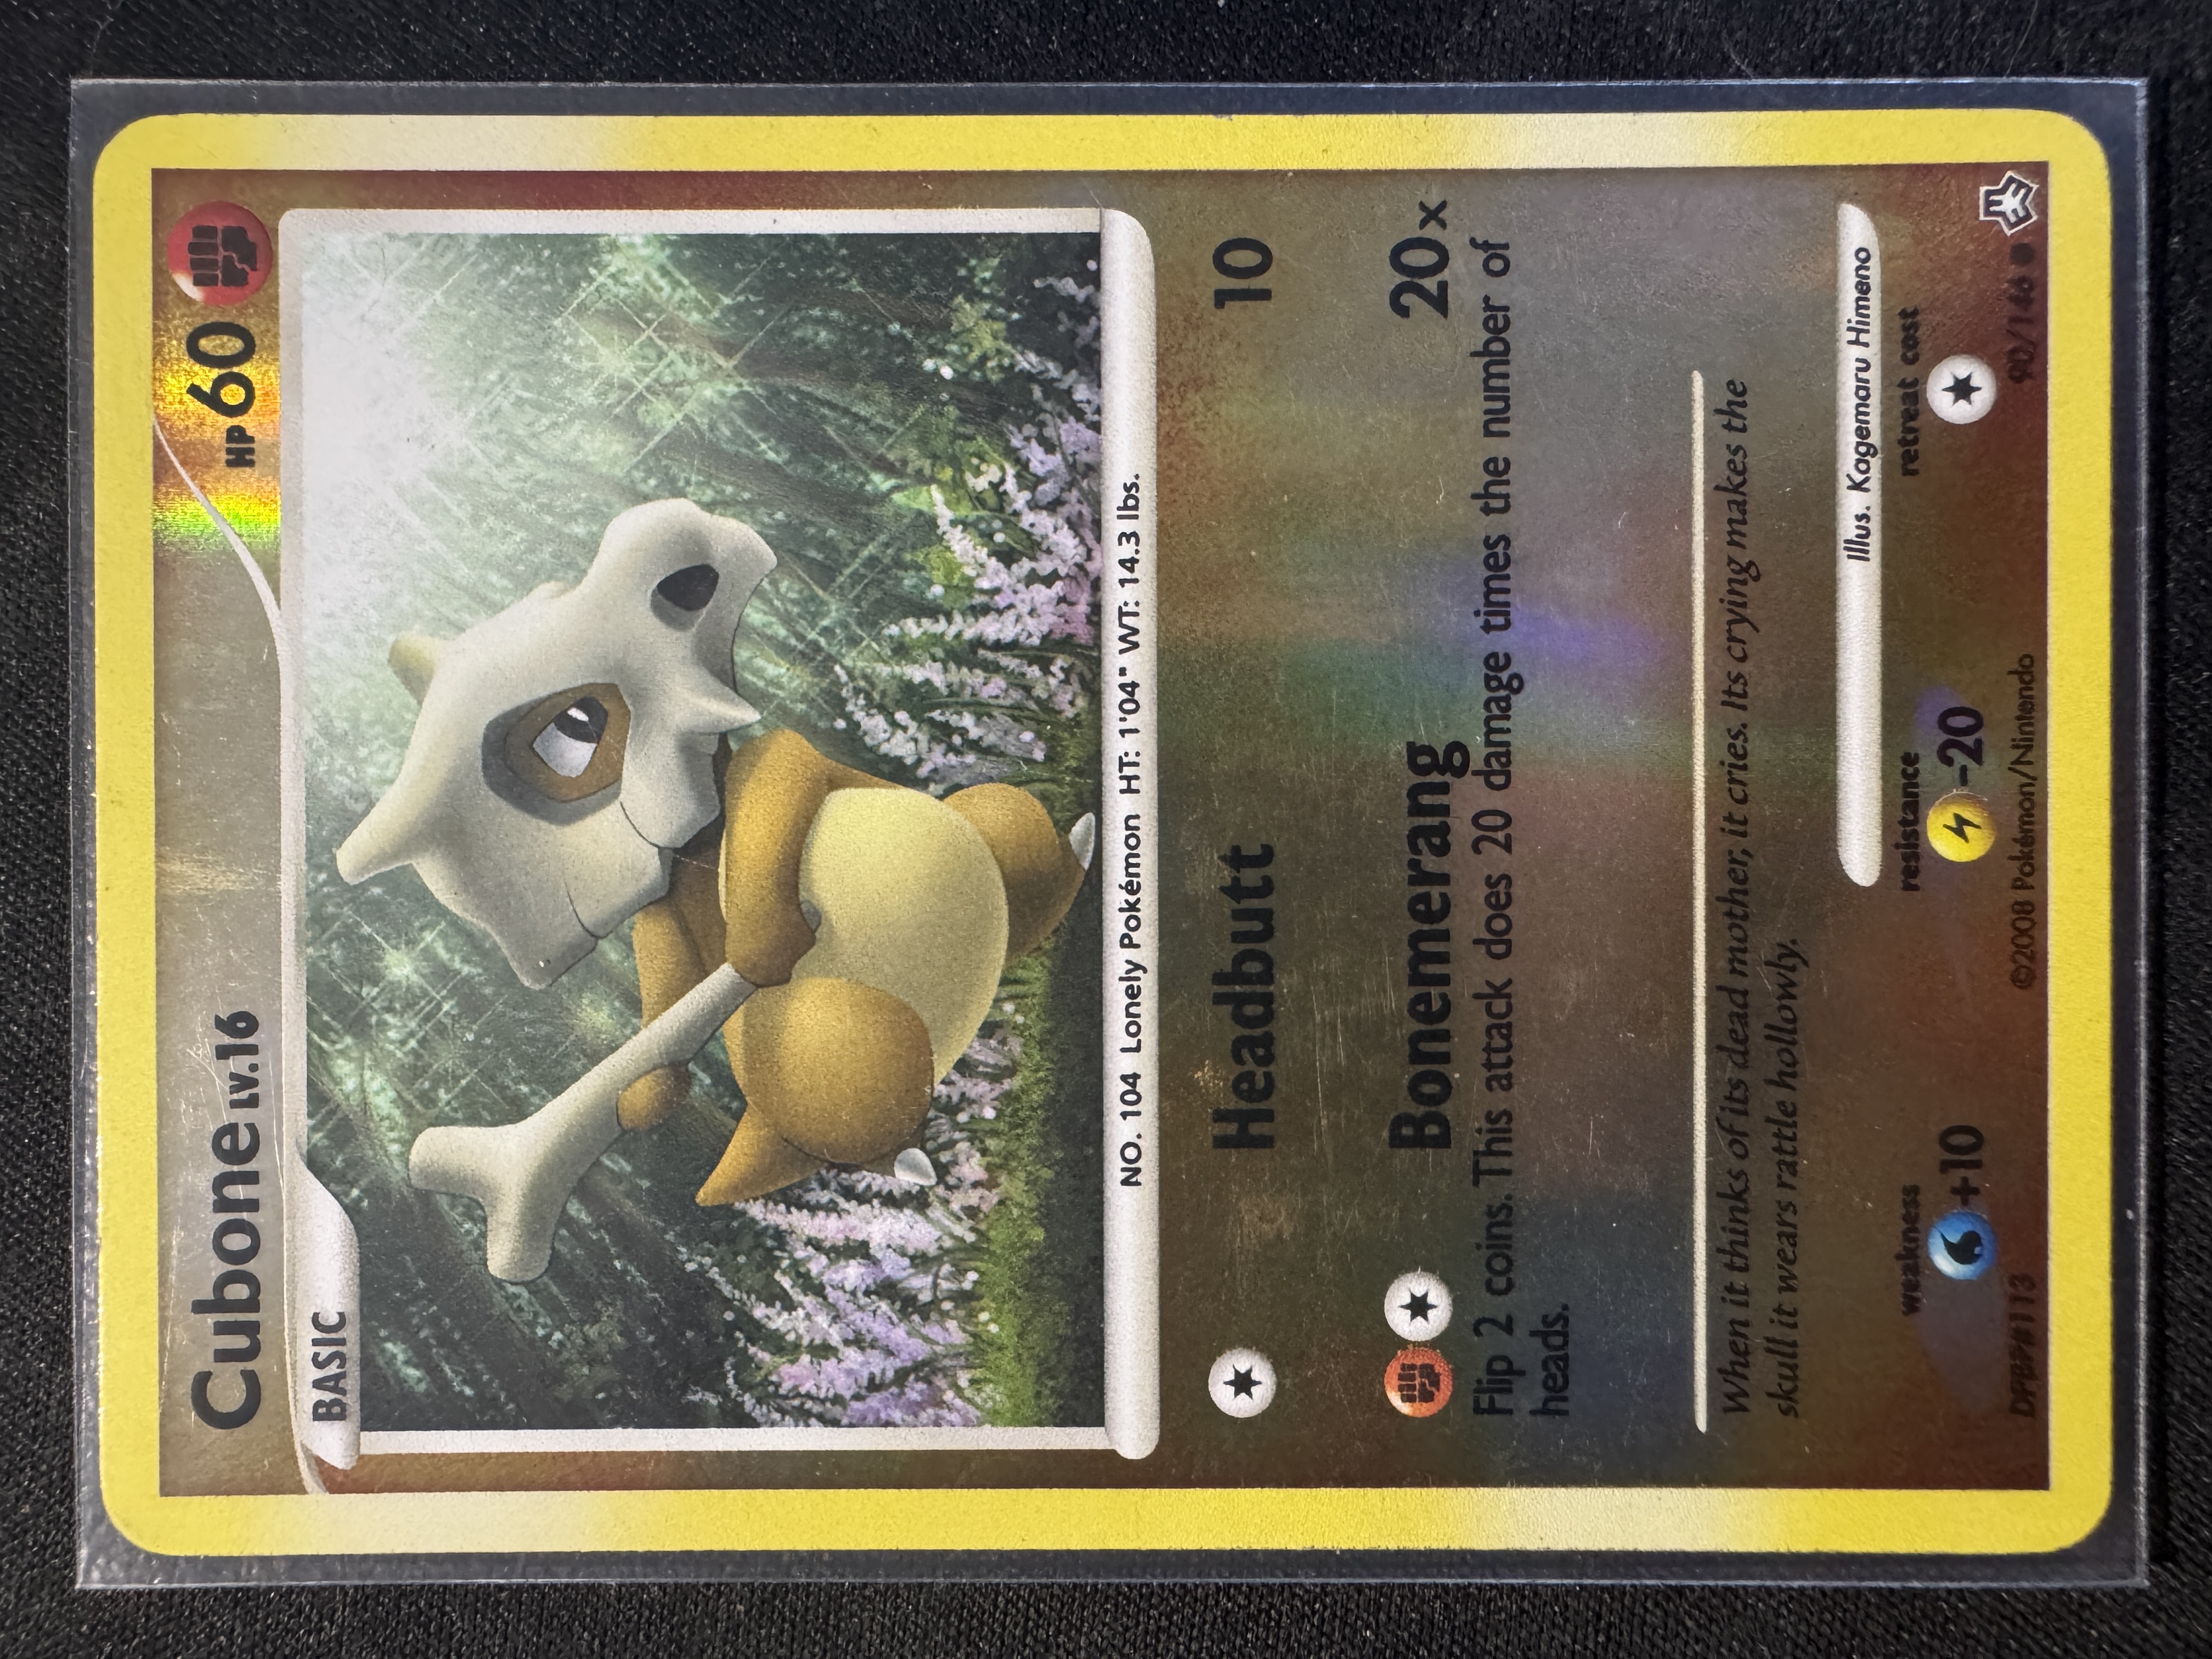 Cubone LV.16 HP 60
BASIC
NO. 104 Lonely Pokémon HT: 1'04" WT: 14.3 lbs.
Headbutt 10
Bonemerang 20x
Flip 2 coins. This attack does 20 damage times the number of
heads.
When it thinks of its dead mother, it cries. Its crying makes the
skull it wears rattle hollowly.
Illus. Kagemaru Himeno
weakness resistance retreat cost
+10 -20
DPBP#113 ©2008 Pokémon/Nintendo 90/146